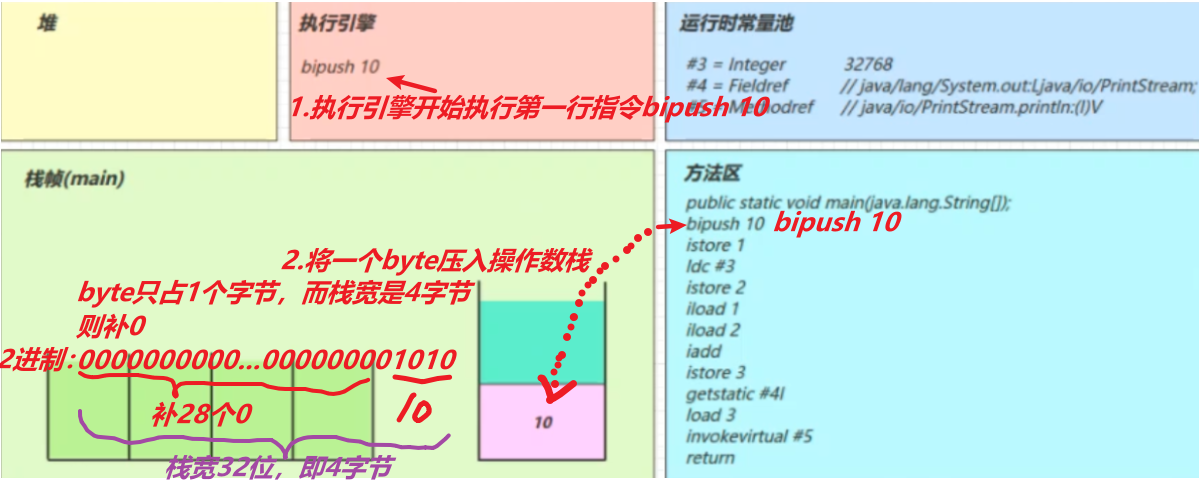 堆
执行引擎
bipush 10
1.执行引擎开始执行第一行指令bipush 10
运行时常量池
#3 = Integer 32768
#4 = Fieldref // java/lang/System.out:Ljava/io/PrintStream;
#5 = Methodref // java/io/PrintStream.println:(I)V
栈帧(main)
2.将一个byte压入操作数栈
byte只占1个字节，而栈宽是4字节
则补0
2进制：0000000000...0000000001010
补28个0
10
栈宽32位，即4字节
10
方法区
public static void main(java.lang.String[]);
bipush 10 bipush 10
istore 1
ldc #3
istore 2
iload 1
iload 2
iadd
istore 3
getstatic #4I
load 3
invokevirtual #5
return